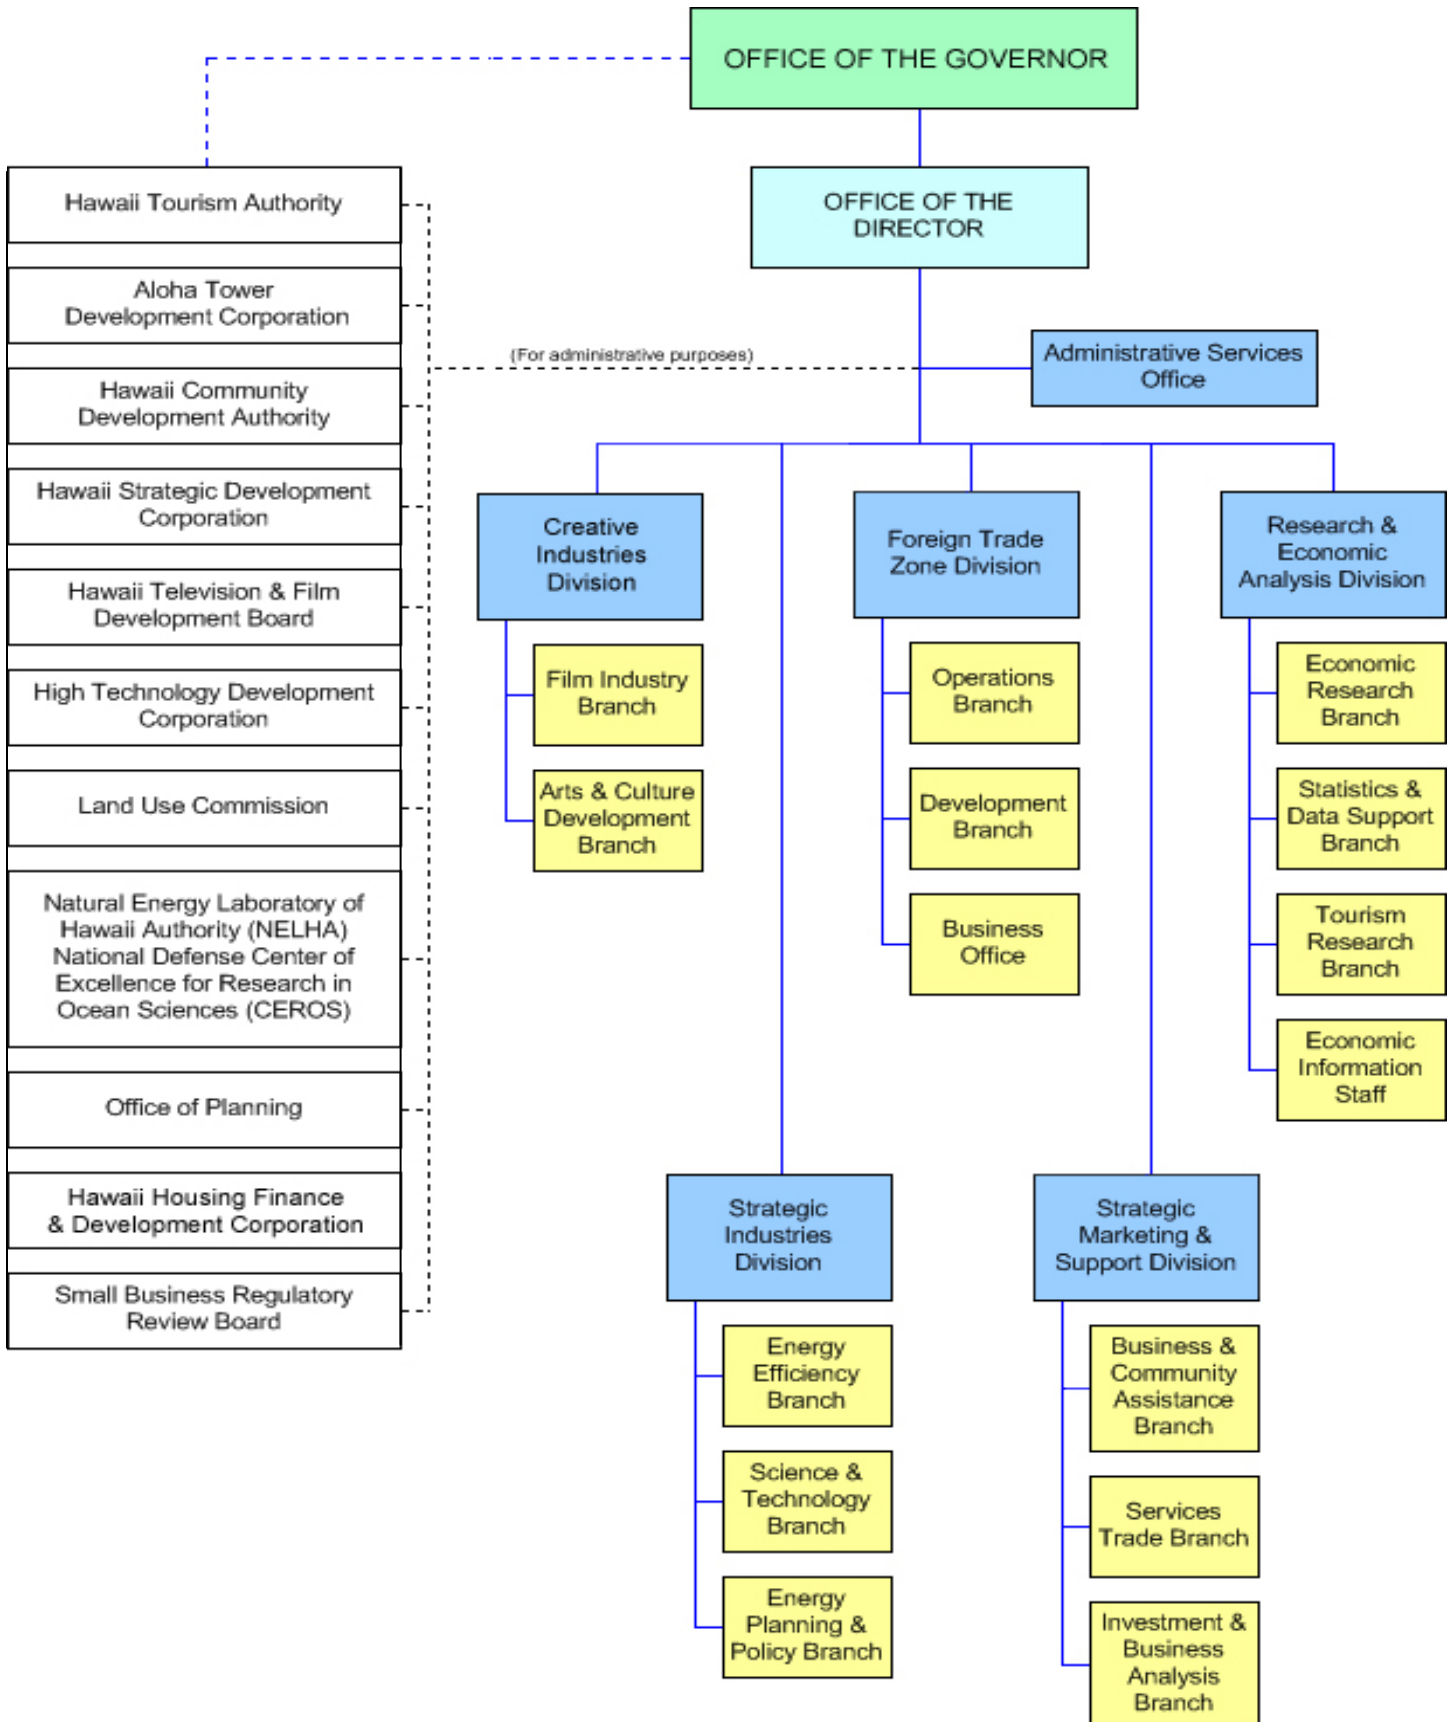 OFFICE OF THE GOVERNOR
OFFICE OF THE
DIRECTOR
Administrative Services
Office
(For administrative purposes)
Hawaii Tourism Authority
Aloha Tower
Development Corporation
Hawaii Community
Development Authority
Hawaii Strategic Development
Corporation
Hawaii Television & Film
Development Board
High Technology Development
Corporation
Land Use Commission
Natural Energy Laboratory of
Hawaii Authority (NELHA)
National Defense Center of
Excellence for Research in
Ocean Sciences (CEROS)
Office of Planning
Hawaii Housing Finance
& Development Corporation
Small Business Regulatory
Review Board
Creative
Industries
Division
Film Industry
Branch
Arts & Culture
Development
Branch
Foreign Trade
Zone Division
Operations
Branch
Development
Branch
Business
Office
Research &
Economic
Analysis Division
Economic
Research
Branch
Statistics &
Data Support
Branch
Tourism
Research
Branch
Economic
Information
Staff
Strategic
Industries
Division
Energy
Efficiency
Branch
Science &
Technology
Branch
Energy
Planning &
Policy Branch
Strategic
Marketing &
Support Division
Business &
Community
Assistance
Branch
Services
Trade Branch
Investment &
Business
Analysis
Branch